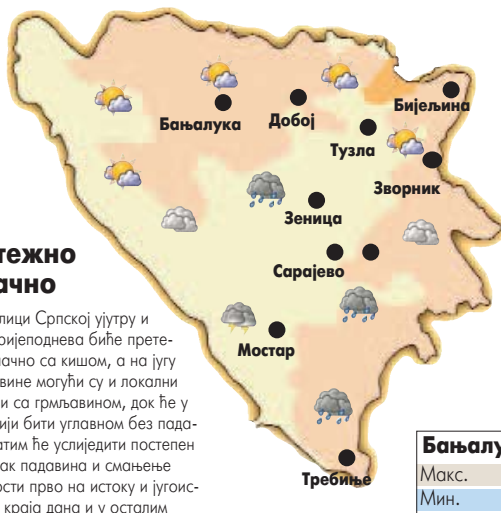 Бањалука
Добој
Бијељина
Тузла
Зворник
Зеница
Сарајево
Мостар
Требиње
тежно
ачно
лици Српској ујутру и
ријеподнева биће прете-
ачно са кишом, а на југу
вине могући су и локални
и са грмљавином, док ће у
ији бити углавном без пада-
атим ће услиједити постепен
ак падавина и смањење
ости прво на истоку и југоис-
краја дана и у осталим
Бањалу
Макс.
Мин.